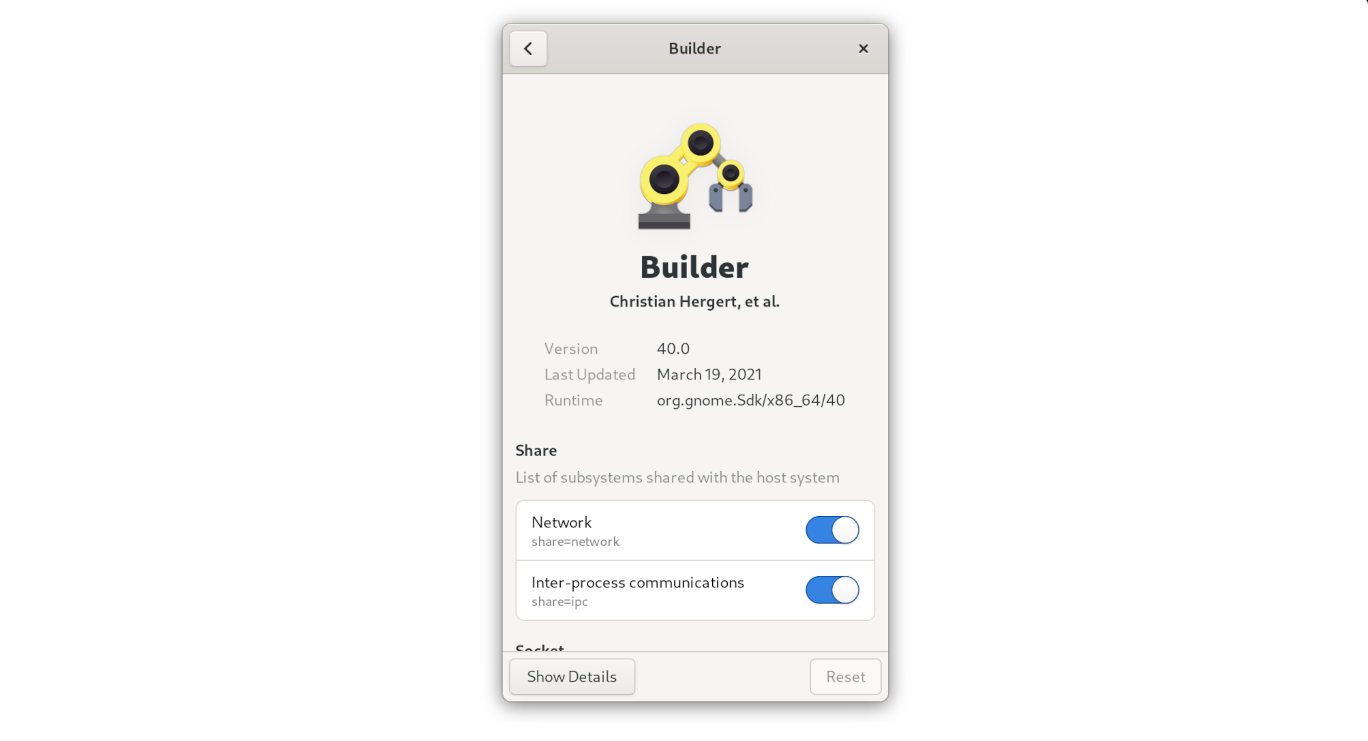 Builder
Builder
Christian Hergert, et al.
Version 40.0
Last Updated March 19, 2021
Runtime org.gnome.Sdk/x86_64/40
Share
List of subsystems shared with the host system
Network
share=network
Inter-process communications
share=ipc
Socket
Show Details Reset